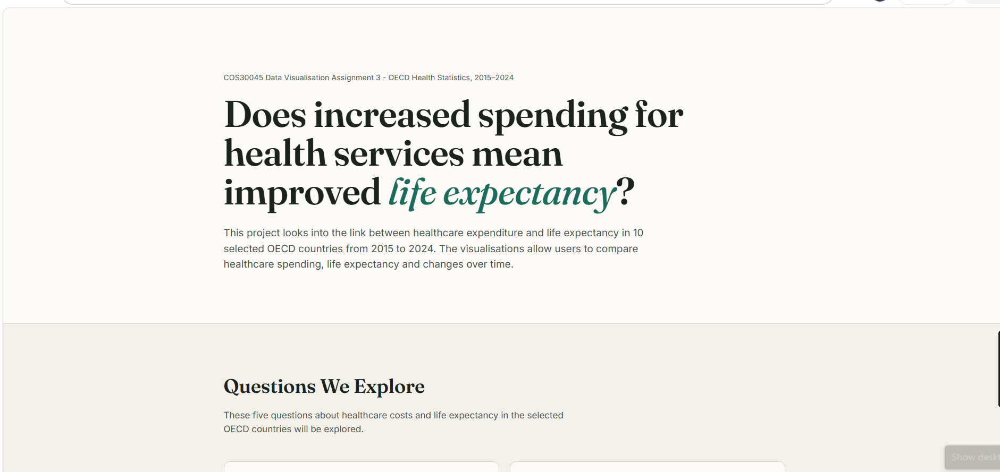 COS30045 Data Visualisation Assignment 3 - OECD Health Statistics, 2015–2024
Does increased spending for
health services mean
improved life expectancy?
This project looks into the link between healthcare expenditure and life expectancy in 10
selected OECD countries from 2015 to 2024. The visualisations allow users to compare
healthcare spending, life expectancy and changes over time.
Questions We Explore
These five questions about healthcare costs and life expectancy in the selected
OECD countries will be explored.
Show